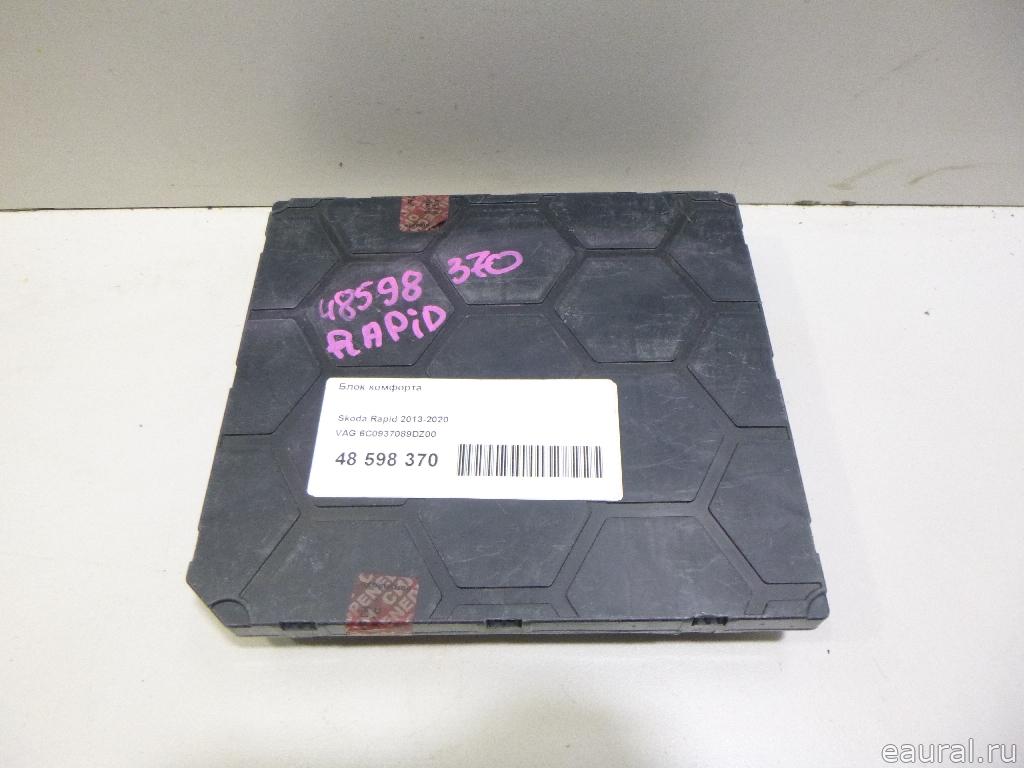 48598 370
RAPiD
Блок комфорта
Skoda Rapid 2013-2020
VAG 6C0937089DZ00
48 598 370
eaural.ru